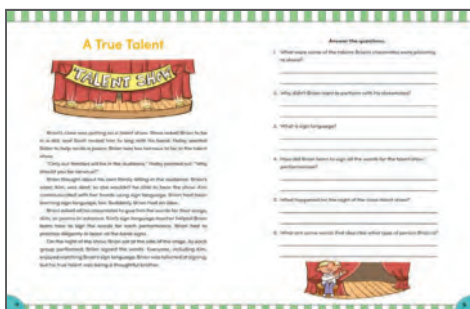 A True Talent
TALENT SHOW
Brian's class was putting on a talent show. Steve asked Brian to be
in a skit, and Scott wanted him to sing with his band. Haley wanted
Brian to help write a poem. Brian was too nervous to be in the talent
show.
"Only our families will be in the audience," Haley pointed out. "Why
should you be nervous?"
Brian thought about his own family sitting in the audience. Brian's
sister, Kim, was deaf, so she wouldn't be able to hear the show. Kim
communicated with her hands using sign language. Brian had been
learning sign language, too. Suddenly, Brian had an idea.
Brian asked all his classmates to give him the words for their songs,
skits, or poems in advance. Kim's sign language teacher helped Brian
learn how to sign the words for each performance. Brian had to
practice diligently to learn all the hand signs.
On the night of the show, Brian sat at the side of the stage. As each
group performed, Brian signed the words. Everyone, including Kim,
enjoyed watching Brian's sign language. Brian was talented at signing,
but his true talent was being a thoughtful brother.
Answer the questions.
1. What were some of the talents Brian's classmates were planning
to share?
2. Why didn't Brian want to perform with his classmates?
3. What is sign language?
4. How did Brian learn to sign all the words for the talent show
performances?
5. What happened on the night of the class talent show?
6. What are some words that describe what type of person Brian is?